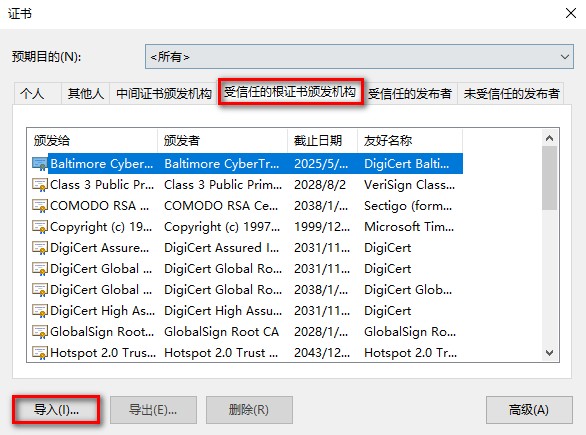 证书
预期目的(N): <所有>
个人 其他人 中间证书颁发机构 受信任的根证书颁发机构 受信任的发布者 未受信任的发布者
颁发给 颁发者 截止日期 友好名称
Baltimore Cyber... Baltimore CyberTr... 2025/5/... DigiCert Balti...
Class 3 Public Pr... Class 3 Public Prim... 2028/8/2 VeriSign Class...
COMODO RSA ... COMODO RSA Ce... 2038/1/... Sectigo (form...
Copyright (c) 19... Copyright (c) 1997... 1999/12... Microsoft Tim...
DigiCert Assure... DigiCert Assured I... 2031/11... DigiCert
DigiCert Global ... DigiCert Global Ro... 2031/11... DigiCert
DigiCert Global ... DigiCert Global Ro... 2038/1/... DigiCert Glob...
DigiCert High As... DigiCert High Assu... 2031/11... DigiCert
GlobalSign Root... GlobalSign Root CA 2028/1/... GlobalSign Ro...
Hotspot 2.0 Trus... Hotspot 2.0 Trust ... 2043/12... Hotspot 2.0 T...
导入(I)... 导出(E)... 删除(R) 高级(A)